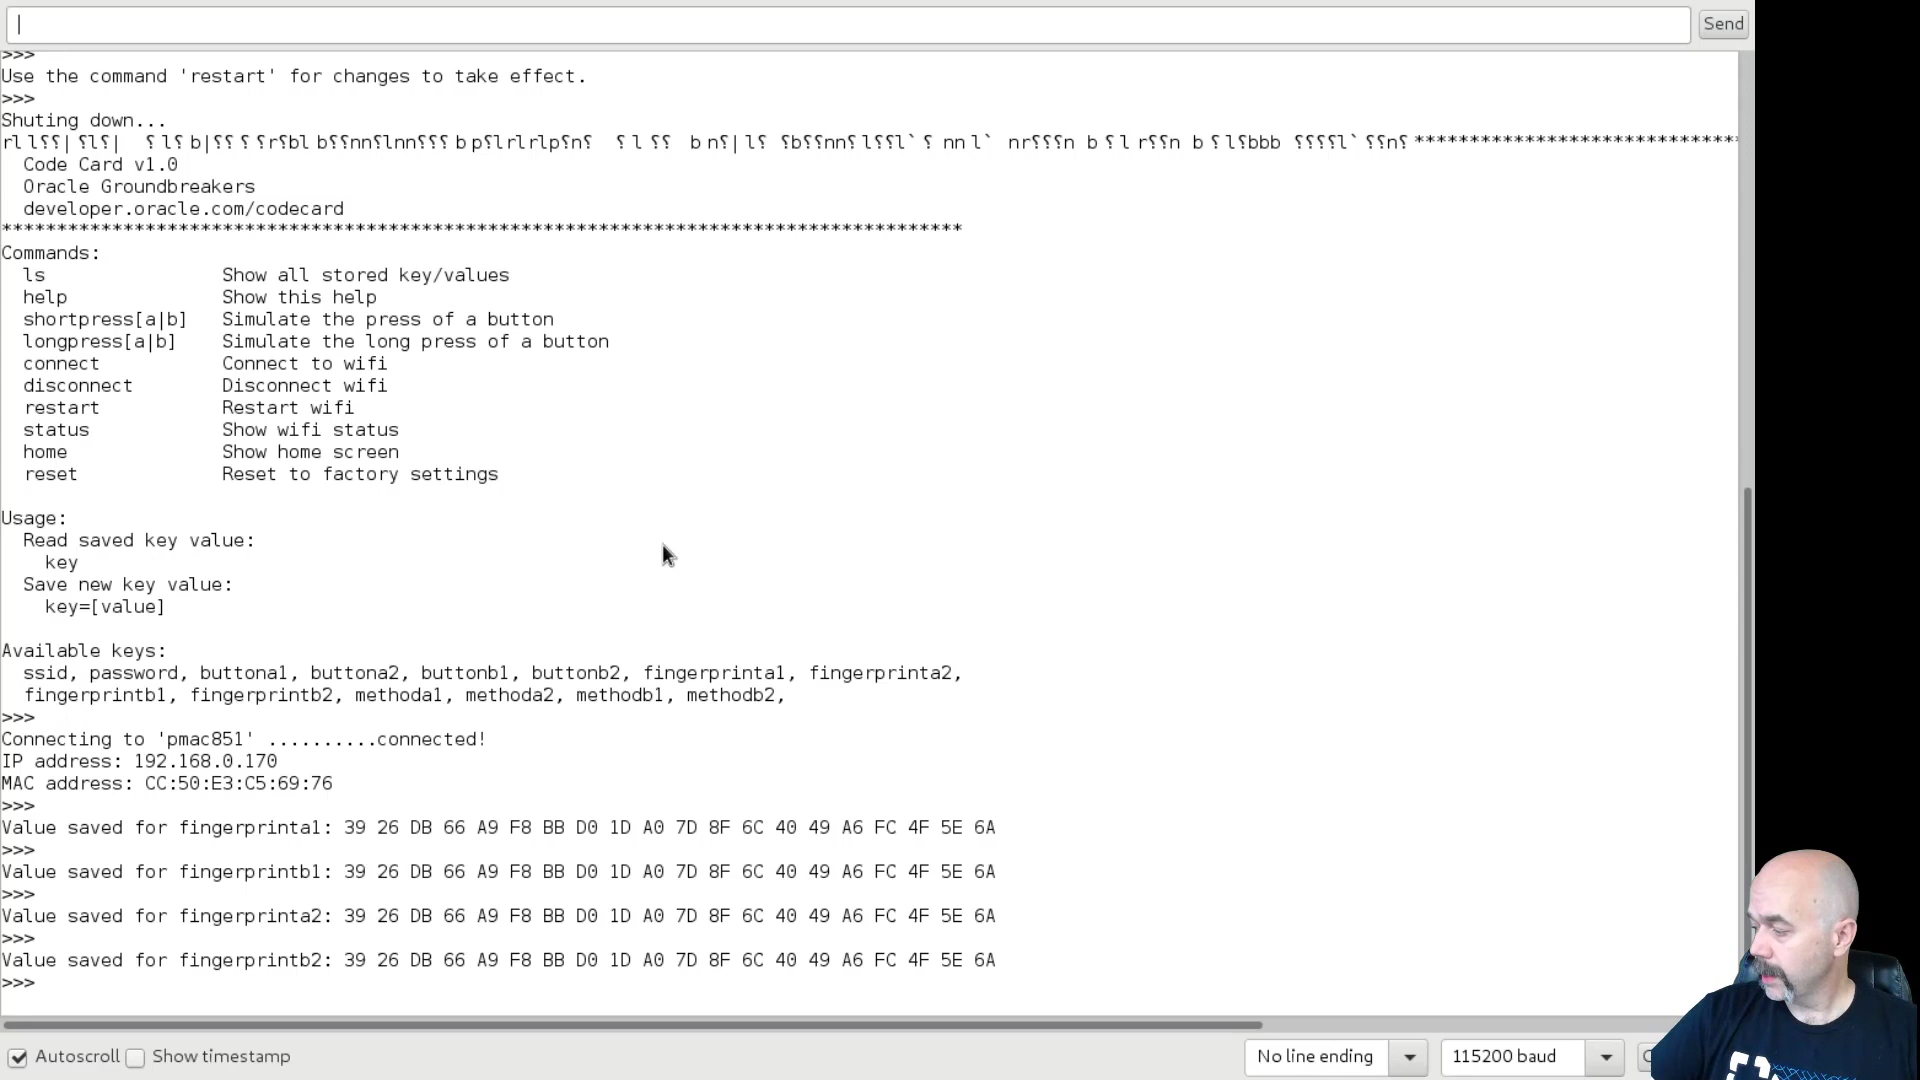 Send
>>>
Use the command 'restart' for changes to take effect.
>>>
Shuting down...
Code Card v1.0
Oracle Groundbreakers
developer.oracle.com/codecard
***************************************************************************************
Commands:
ls Show all stored key/values
help Show this help
shortpress[a|b] Simulate the press of a button
longpress[a|b] Simulate the long press of a button
connect Connect to wifi
disconnect Disconnect wifi
restart Restart wifi
status Show wifi status
home Show home screen
reset Reset to factory settings
Usage:
Read saved key value:
key
Save new key value:
key=[value]
Available keys:
ssid, password, buttona1, buttona2, buttonb1, buttonb2, fingerprinta1, fingerprinta2,
fingerprintb1, fingerprintb2, methoda1, methoda2, methodb1, methodb2,
>>>
Connecting to 'pmac851' ..........connected!
IP address: 192.168.0.170
MAC address: CC:50:E3:C5:69:76
>>>
Value saved for fingerprinta1: 39 26 DB 66 A9 F8 BB D0 1D A0 7D 8F 6C 40 49 A6 FC 4F 5E 6A
>>>
Value saved for fingerprintb1: 39 26 DB 66 A9 F8 BB D0 1D A0 7D 8F 6C 40 49 A6 FC 4F 5E 6A
>>>
Value saved for fingerprinta2: 39 26 DB 66 A9 F8 BB D0 1D A0 7D 8F 6C 40 49 A6 FC 4F 5E 6A
>>>
Value saved for fingerprintb2: 39 26 DB 66 A9 F8 BB D0 1D A0 7D 8F 6C 40 49 A6 FC 4F 5E 6A
>>>
Autoscroll Show timestamp No line ending 115200 baud